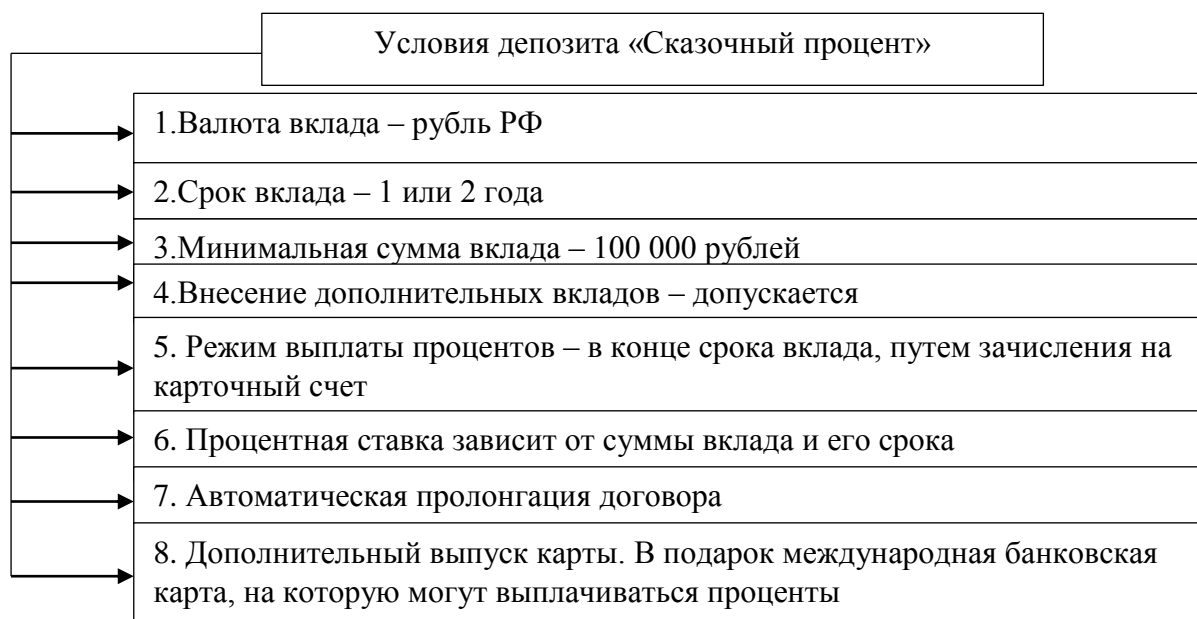 Условия депозита «Сказочный процент»
1.Валюта вклада – рубль РФ
2.Срок вклада – 1 или 2 года
3.Минимальная сумма вклада – 100 000 рублей
4.Внесение дополнительных вкладов – допускается
5. Режим выплаты процентов – в конце срока вклада, путем зачисления на
карточный счет
6. Процентная ставка зависит от суммы вклада и его срока
7. Автоматическая пролонгация договора
8. Дополнительный выпуск карты. В подарок международная банковская
карта, на которую могут выплачиваться проценты